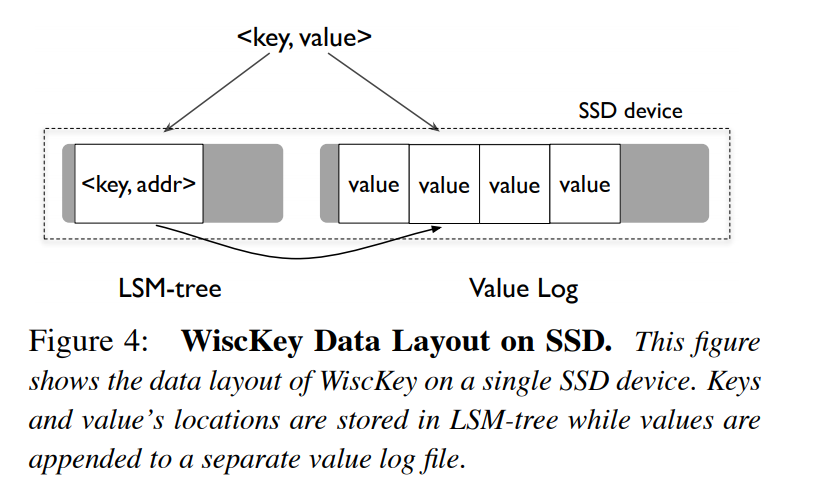 <key, value>
SSD device
<key, addr>
value
value
value
value
LSM-tree
Value Log
Figure 4: WiscKey Data Layout on SSD. This figure
shows the data layout of WiscKey on a single SSD device. Keys
and value’s locations are stored in LSM-tree while values are
appended to a separate value log file.